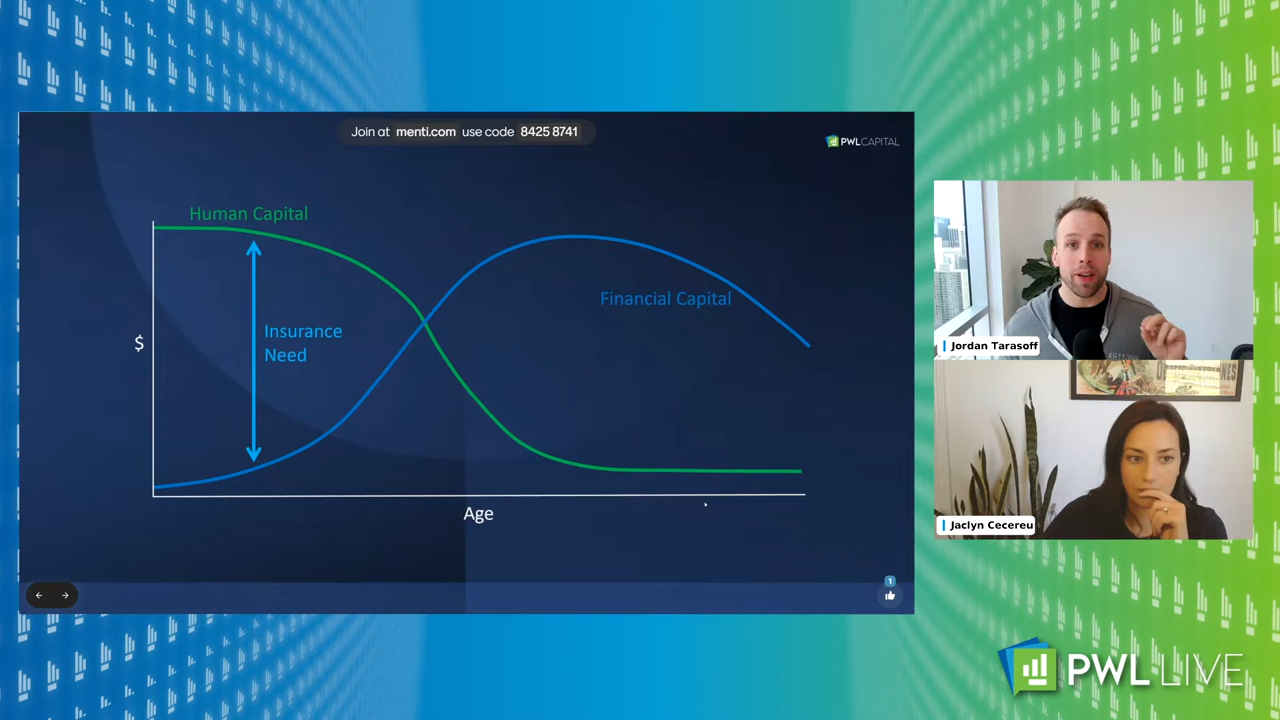 Join at menti.com use code 8425 8741
PWL CAPITAL
Human Capital
Insurance
Need
Financial Capital
$
Age
1
Jordan Tarasoff
Jaclyn Cecereu
PWL LIVE